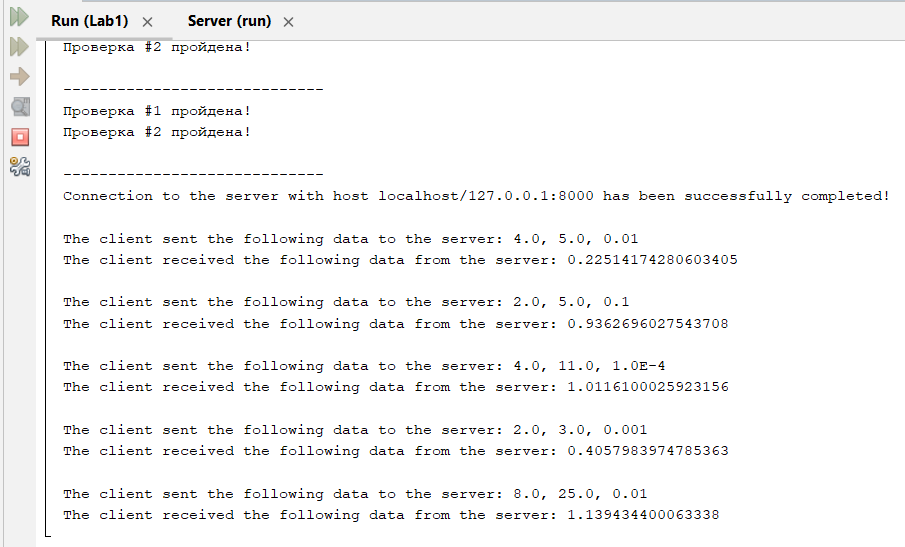 Run (Lab1) Server (run)
Проверка #2 пройдена!
-----------------------------
Проверка #1 пройдена!
Проверка #2 пройдена!
-----------------------------
Connection to the server with host localhost/127.0.0.1:8000 has been successfully completed!
The client sent the following data to the server: 4.0, 5.0, 0.01
The client received the following data from the server: 0.22514174280603405
The client sent the following data to the server: 2.0, 5.0, 0.1
The client received the following data from the server: 0.9362696027543708
The client sent the following data to the server: 4.0, 11.0, 1.0E-4
The client received the following data from the server: 1.0116100025923156
The client sent the following data to the server: 2.0, 3.0, 0.001
The client received the following data from the server: 0.4057983974785363
The client sent the following data to the server: 8.0, 25.0, 0.01
The client received the following data from the server: 1.139434400063338